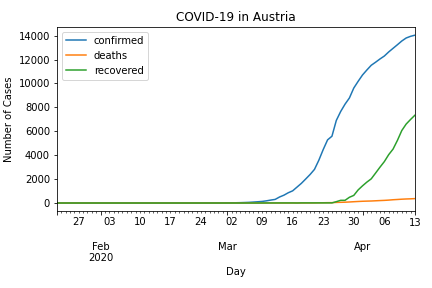 COVID-19 in Austria
confirmed
deaths
recovered
Number of Cases
14000
12000
10000
8000
6000
4000
2000
0
27 03 10 17 24 02 09 16 23 30 06 13
Feb Mar Apr
2020
Day